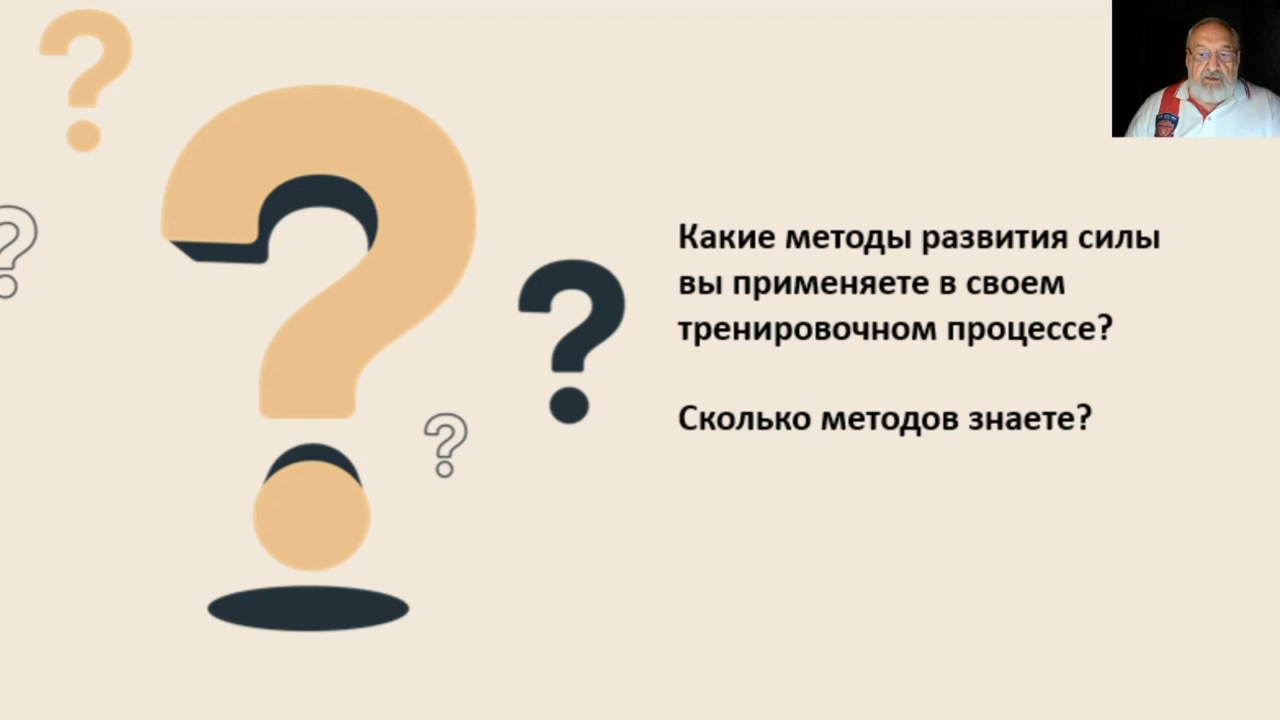 Какие методы развития силы
вы применяете в своем
тренировочном процессе?
Сколько методов знаете?